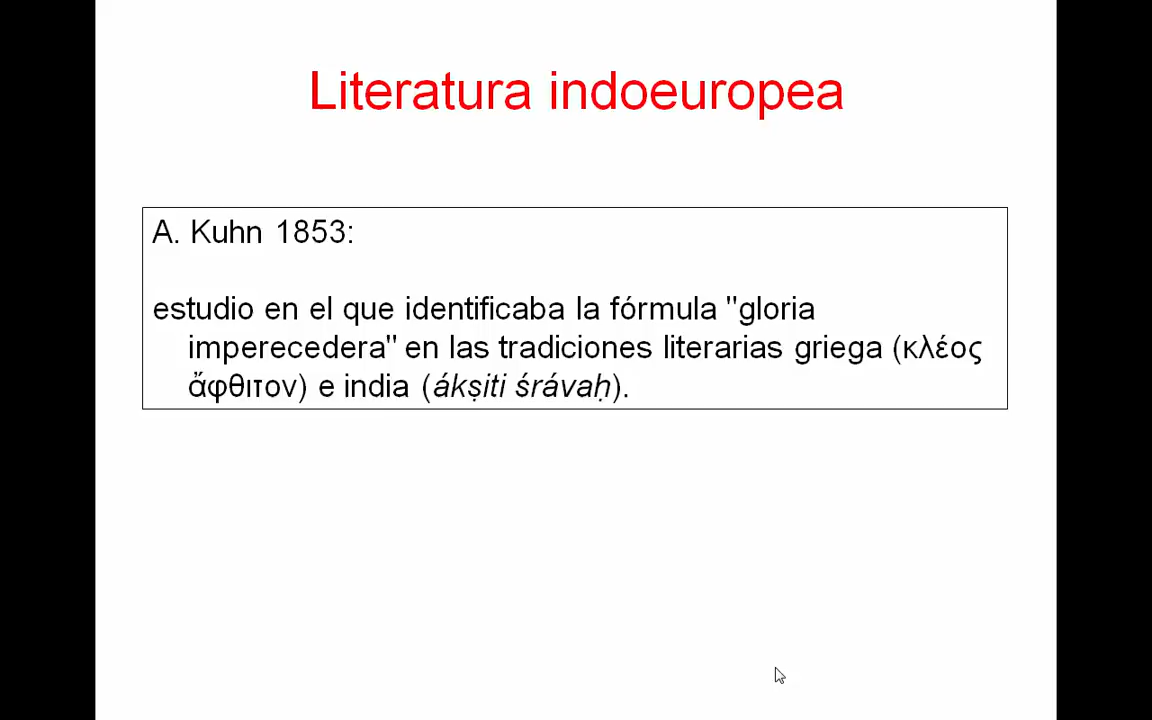 Literatura indoeuropea
A. Kuhn 1853:
estudio en el que identificaba la fórmula "gloria
imperecedera" en las tradiciones literarias griega (κλέος
ἄφθιτον) e india (ákṣiti śrávaḥ).